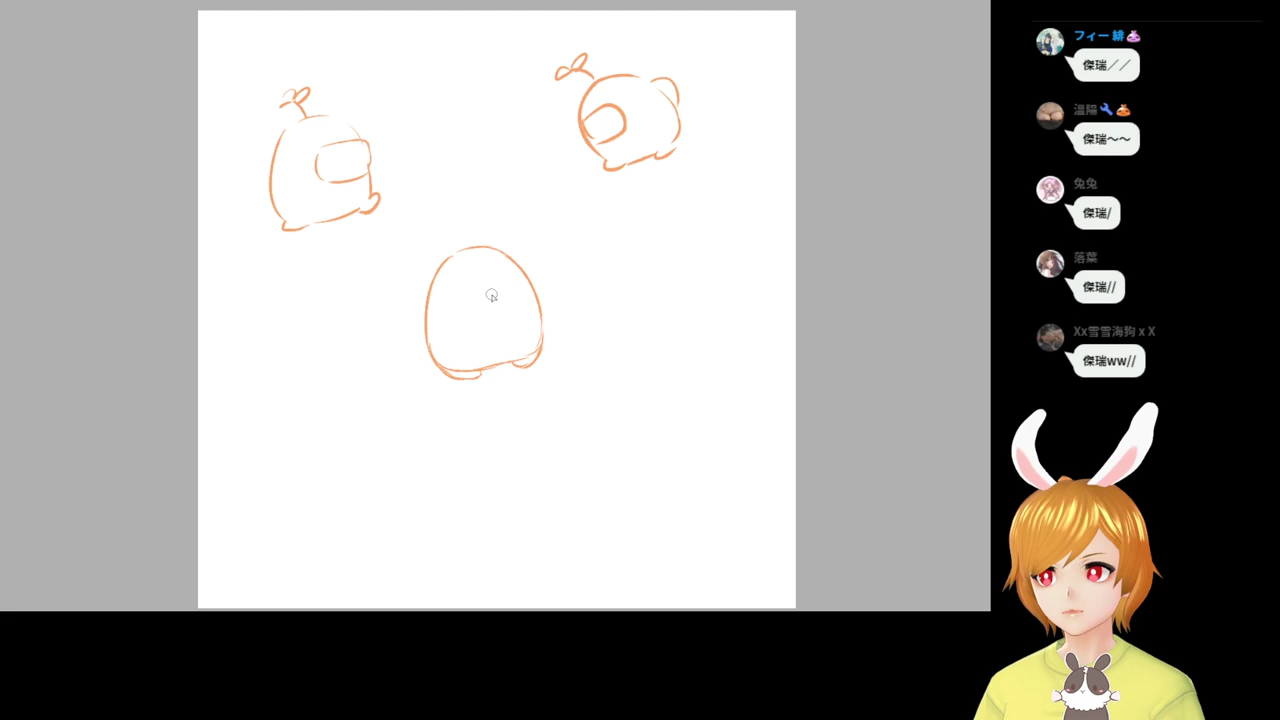 フィー 緋
傑瑞／／
温陽
傑瑞～～
兔兔
傑瑞/
落葉
傑瑞//
Xx雪雪海狗 x X
傑瑞ww//